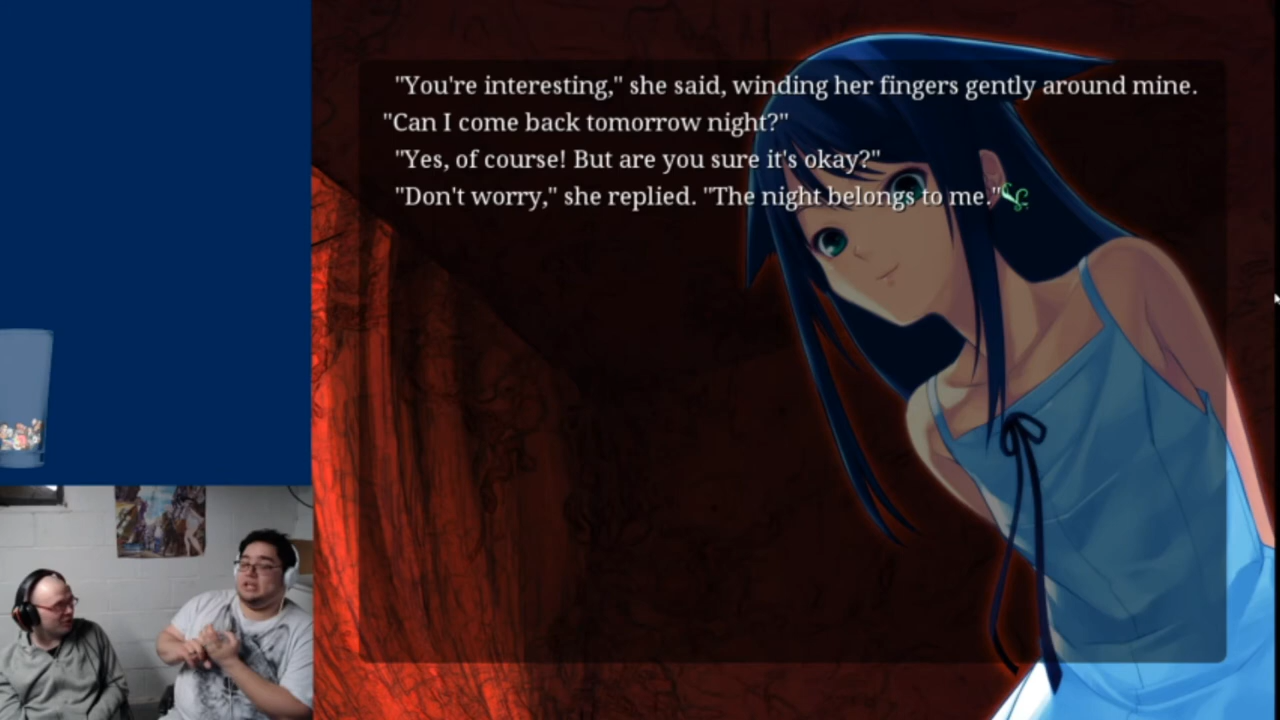 "You're interesting," she said, winding her fingers gently around mine.
"Can I come back tomorrow night?"
"Yes, of course! But are you sure it's okay?"
"Don't worry," she replied. "The night belongs to me."